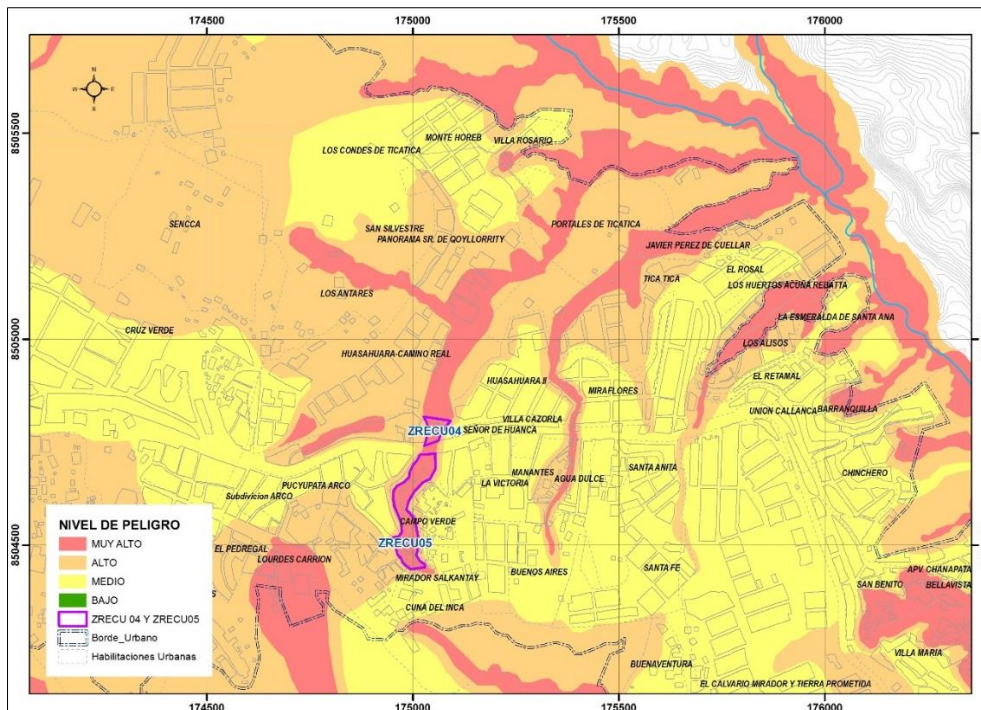 174500 175000 175500 176000
N
W E
S
8505500
8505000
8504500
MONTE HOREB
VILLA ROSARIO
LOS CONDES DE TICATICA
SENCCA
SAN SILVESTRE
PANORAMA SR. DE QOYLLORRITY
PORTALES DE TICATICA
JAVIER PEREZ DE CUELLAR
EL ROSAL
TICA TICA
LOS HUERTOS ACUÑA REBATTA
LOS ANTARES
LA ESMERALDA DE SANTA ANA
CRUZ VERDE
HUASAHUARA-CAMINO REAL
LOS ALISOS
EL RETAMAL
HUASAHUARA II
MIRAFLORES
UNION CALLANCA
BARRANQUILLA
VILLA CAZORLA
ZRECU04
SEÑOR DE HUANCA
SANTA ANITA
CHINCHERO
MANANTES
AGUA DULCE
LA VICTORIA
PUCYUPATA ARCO
Subdivicion ARCO
CAMPO VERDE
ZRECU05
EL PEDREGAL
LOURDES CARRION
BUENOS AIRES
SANTA FE
MIRADOR SALKANTAY
APV. CHANAPATA
SAN BENITO
BELLAVISTA
CUNA DEL INCA
VILLA MARIA
BUENAVENTURA
EL CALVARIO MIRADOR Y TIERRA PROMETIDA
NIVEL DE PELIGRO
MUY ALTO
ALTO
MEDIO
BAJO
ZRECU 04 Y ZRECU05
Borde_Urbano
Habilitaciones Urbanas
174500 175000 175500 176000